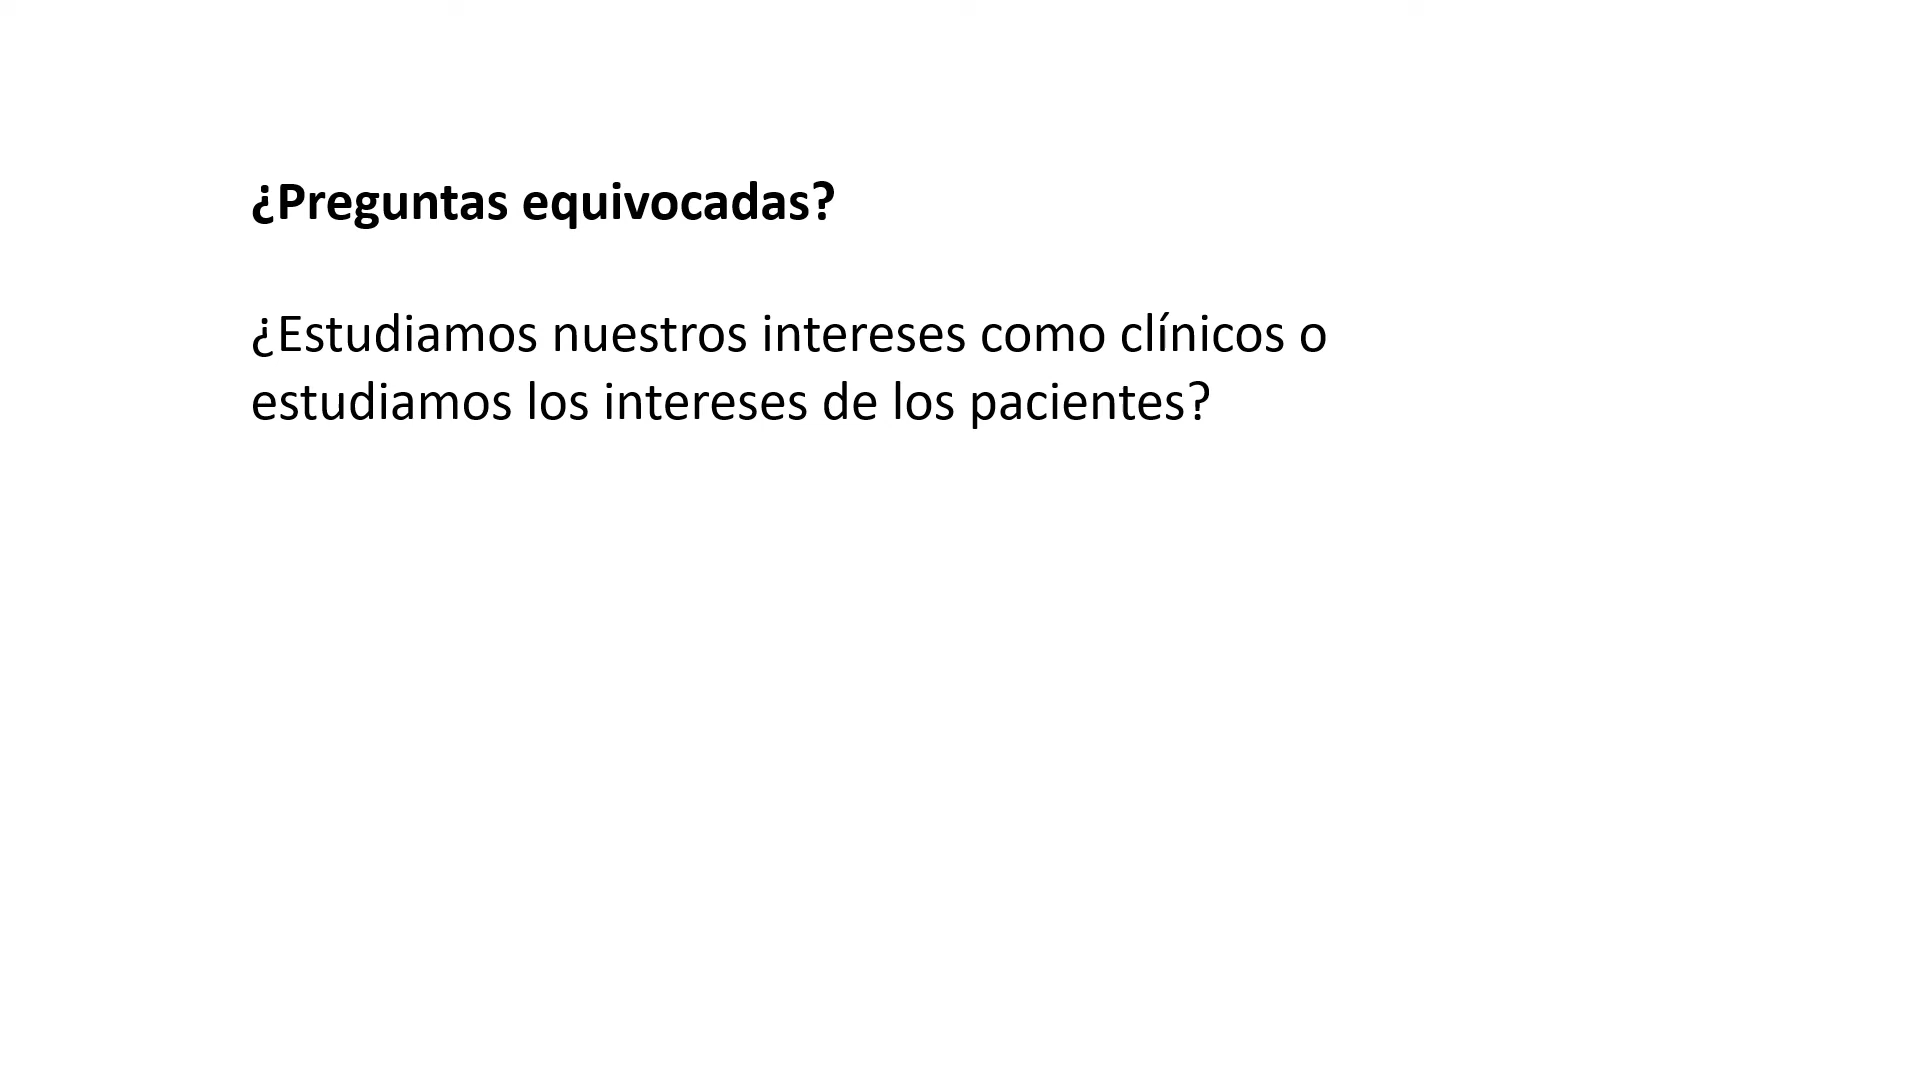 ¿Preguntas equivocadas?
¿Estudiamos nuestros intereses como clínicos o
estudiamos los intereses de los pacientes?